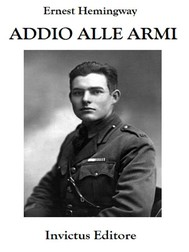 Ernest Hemingway
ADDIO ALLE ARMI
Invictus Editore